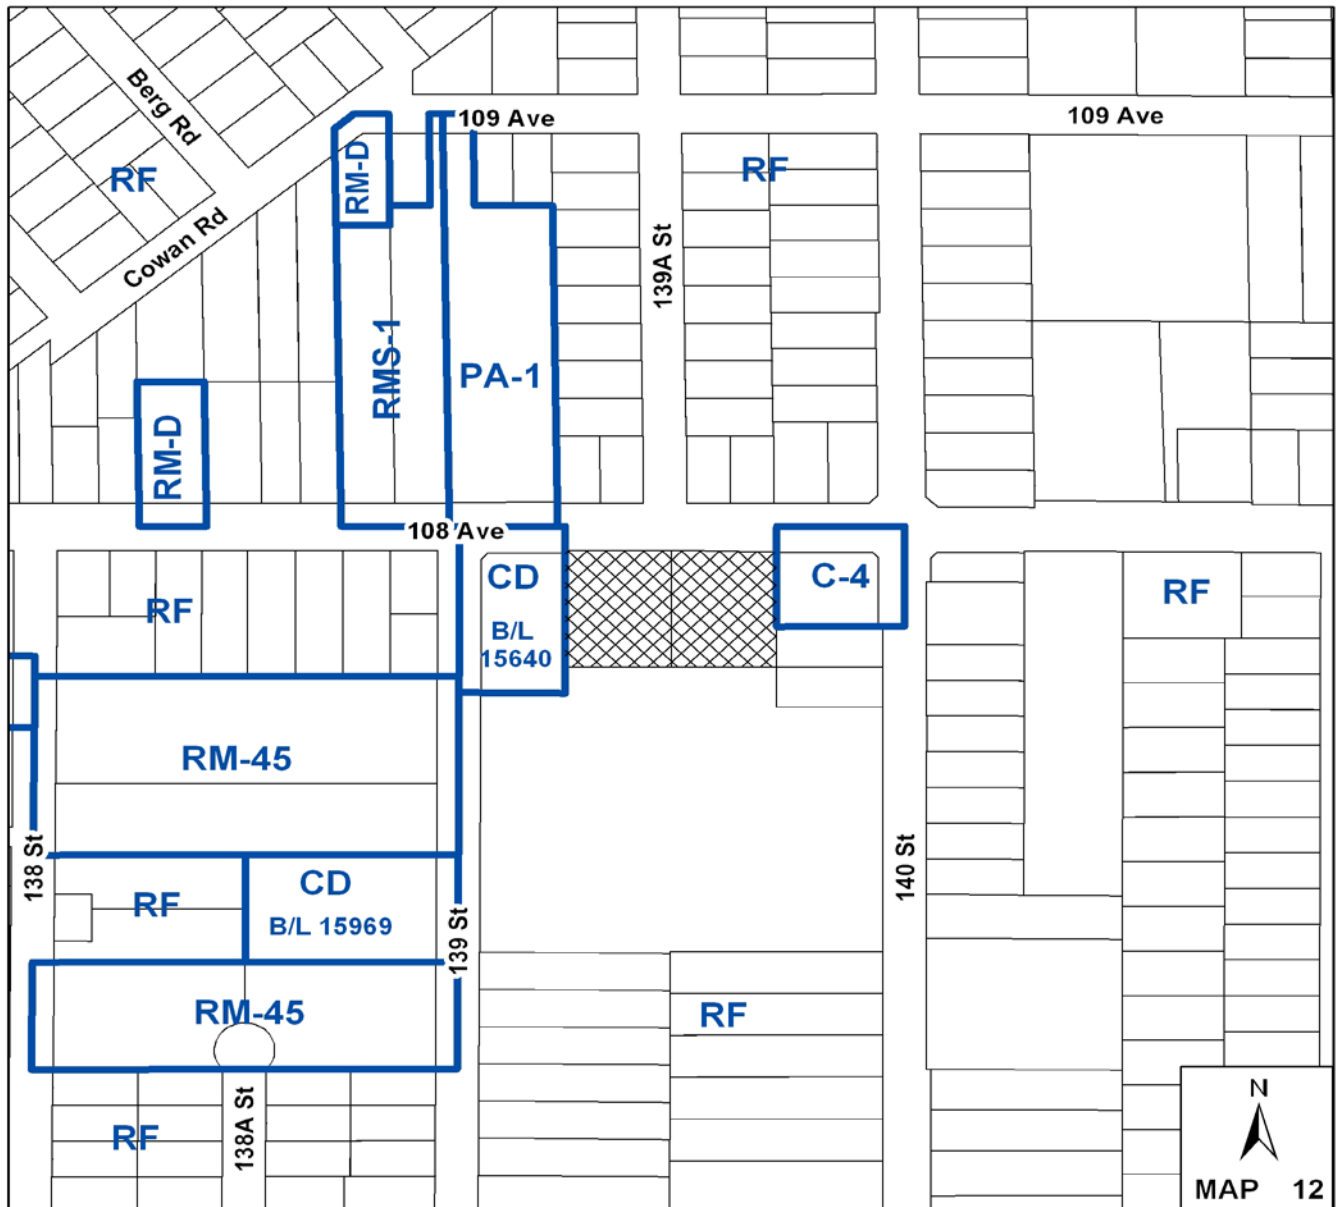 Berg Rd
109 Ave
109 Ave
RM-D
RF
RF
Cowan Rd
139A St
RMS-1
PA-1
RM-D
108 Ave
CD
C-4
RF
RF
B/L
15640
RM-45
138 St
140 St
CD
RF
B/L 15969
139 St
RM-45
RF
138A St
RF
N
MAP 12